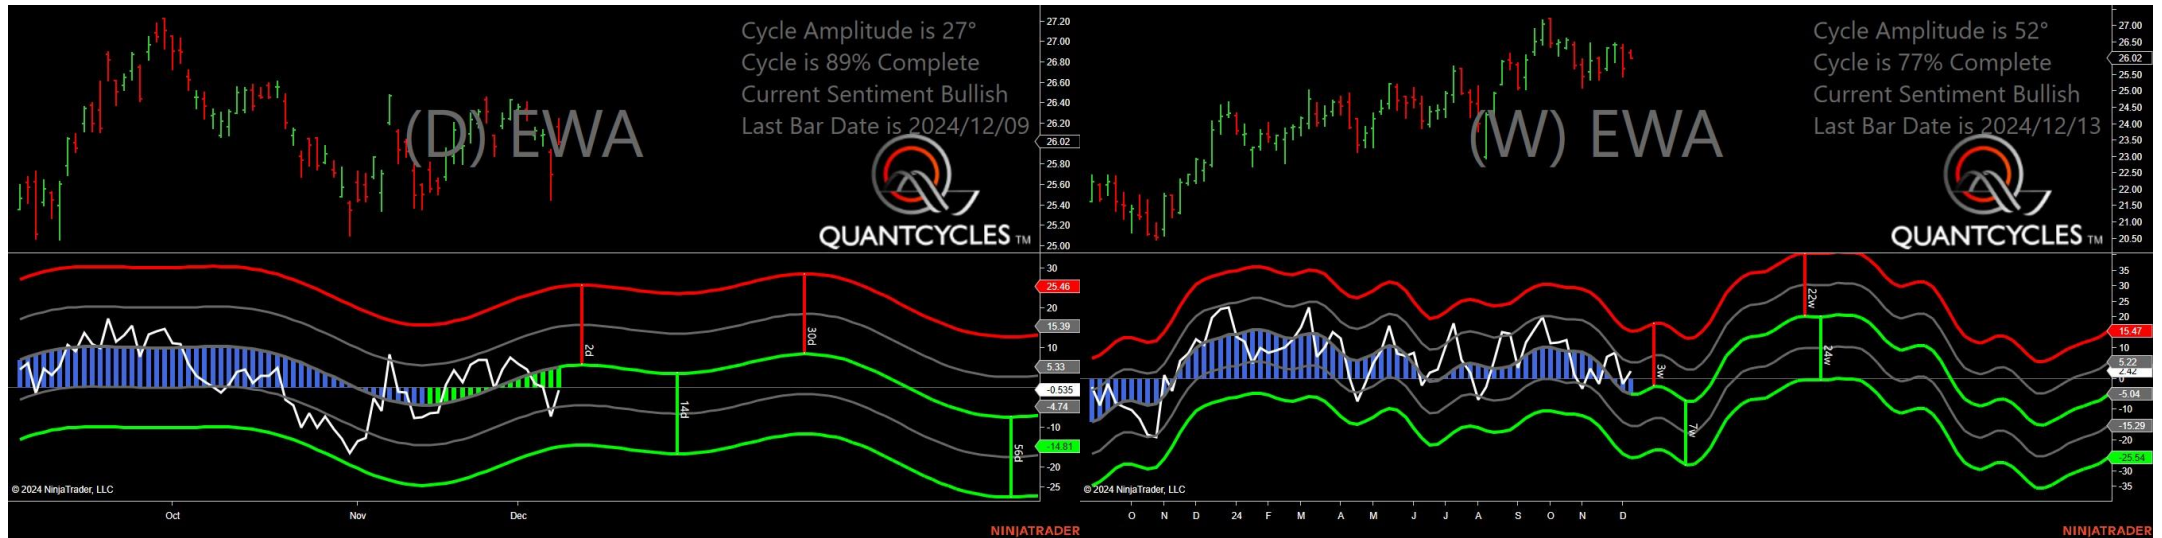 Cycle Amplitude is 27°
Cycle is 89% Complete
Current Sentiment Bullish
Last Bar Date is 2024/12/09
(D) EWA
QUANTCYCLES TM
27.20
27.00
26.80
26.60
26.40
26.20
26.02
25.80
25.60
25.40
25.20
25.00
30
25.46
20
15.39
10
5.33
-0.535
-4.74
-10
-14.81
-20
-25
2d
14d
30d
56d
© 2024 NinjaTrader, LLC
Oct Nov Dec
NINJATRADER
Cycle Amplitude is 52°
Cycle is 77% Complete
Current Sentiment Bullish
Last Bar Date is 2024/12/13
(W) EWA
QUANTCYCLES TM
27.00
26.50
26.02
25.50
25.00
24.50
24.00
23.50
23.00
22.50
22.00
21.50
21.00
20.50
35
30
25
20
15.47
10
5.22
2.42
0
-5.04
-10
-15.29
-20
-25.54
-30
-35
3w
7w
22w
24w
© 2024 NinjaTrader, LLC
O N D 24 F M A M J J A S O N D
NINJATRADER